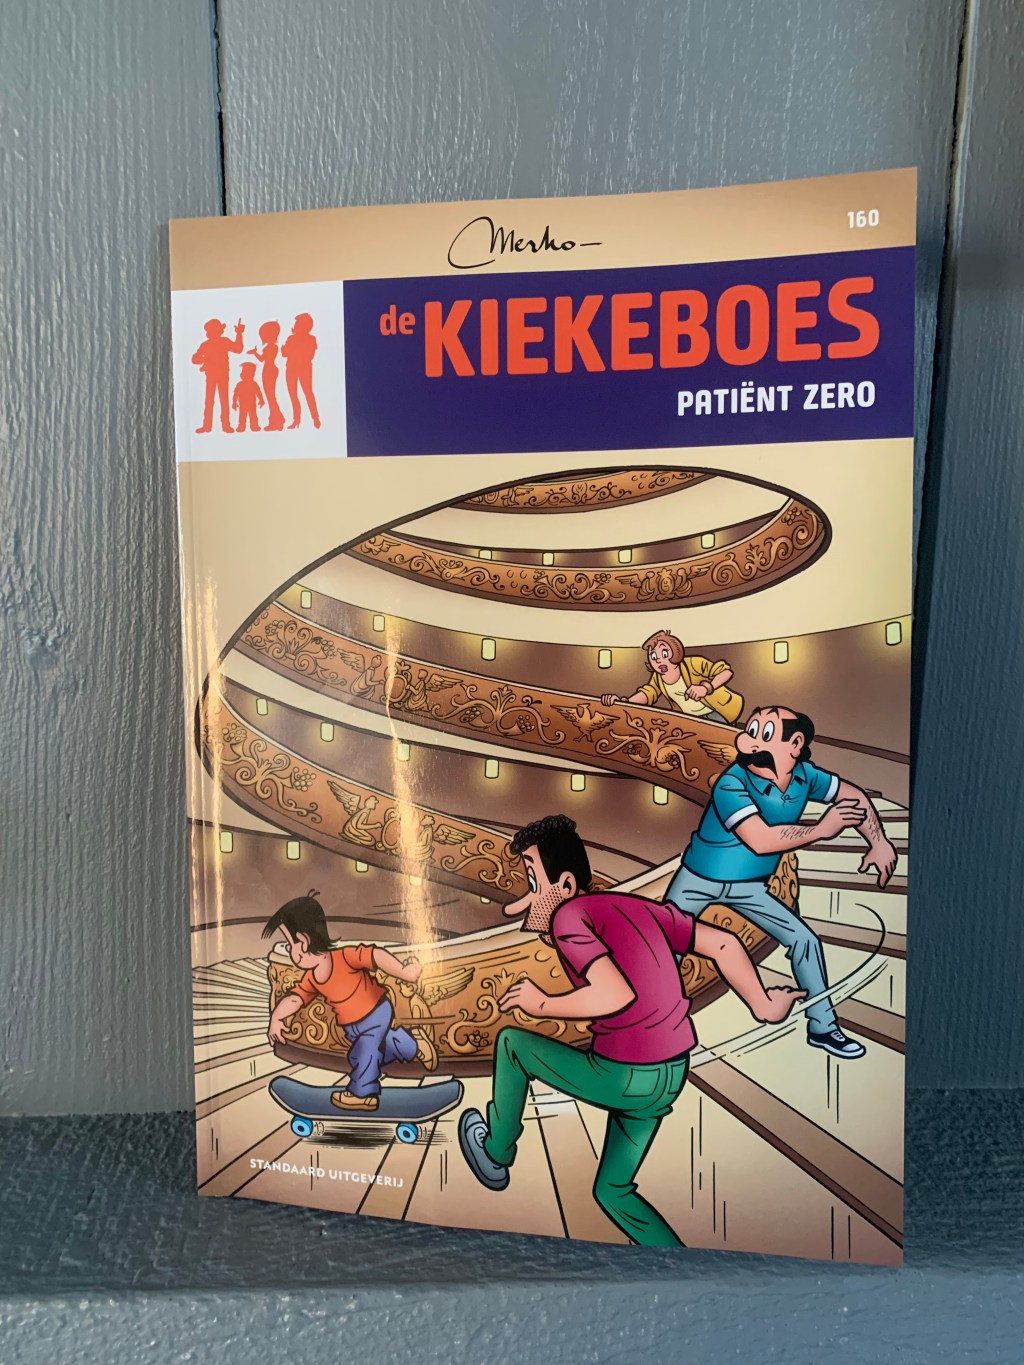 Merho
160
de KIEKEBOES
PATIËNT ZERO
STANDAARD UITGEVERIJ